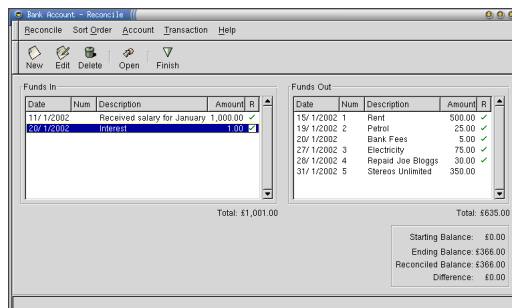 Bank Account - Reconcile
Reconcile Sort Order Account Transaction Help
New Edit Delete Open Finish
Funds In
Date Num Description Amount R
11/ 1/2002 Received salary for January 1,000.00 ✓
20/ 1/2002 Interest 1.00 ✓
Total: £1,001.00
Funds Out
Date Num Description Amount R
15/ 1/2002 1 Rent 500.00 ✓
19/ 1/2002 2 Petrol 25.00 ✓
20/ 1/2002 Bank Fees 5.00 ✓
27/ 1/2002 3 Electricity 75.00 ✓
28/ 1/2002 4 Repaid Joe Bloggs 30.00 ✓
31/ 1/2002 5 Stereos Unlimited 350.00
Total: £635.00
Starting Balance: £0.00
Ending Balance: £366.00
Reconciled Balance: £366.00
Difference: £0.00